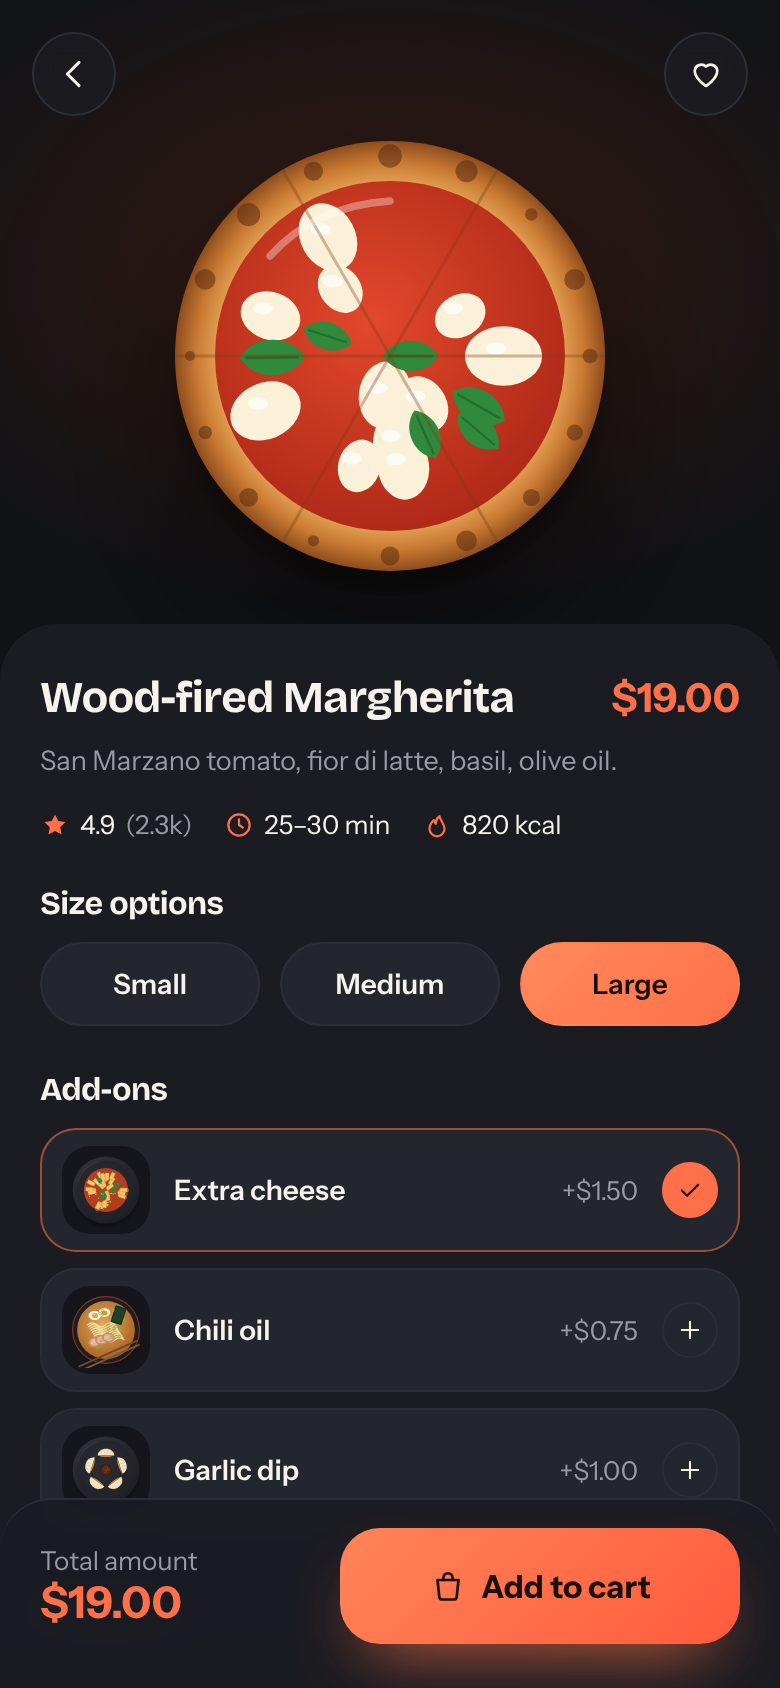 Wood-fired Margherita $19.00
San Marzano tomato, fior di latte, basil, olive oil.
4.9 (2.3k) 25–30 min 820 kcal
Size options
Small Medium Large
Add-ons
Extra cheese +$1.50
Chili oil +$0.75
Garlic dip +$1.00
Total amount
$19.00
Add to cart